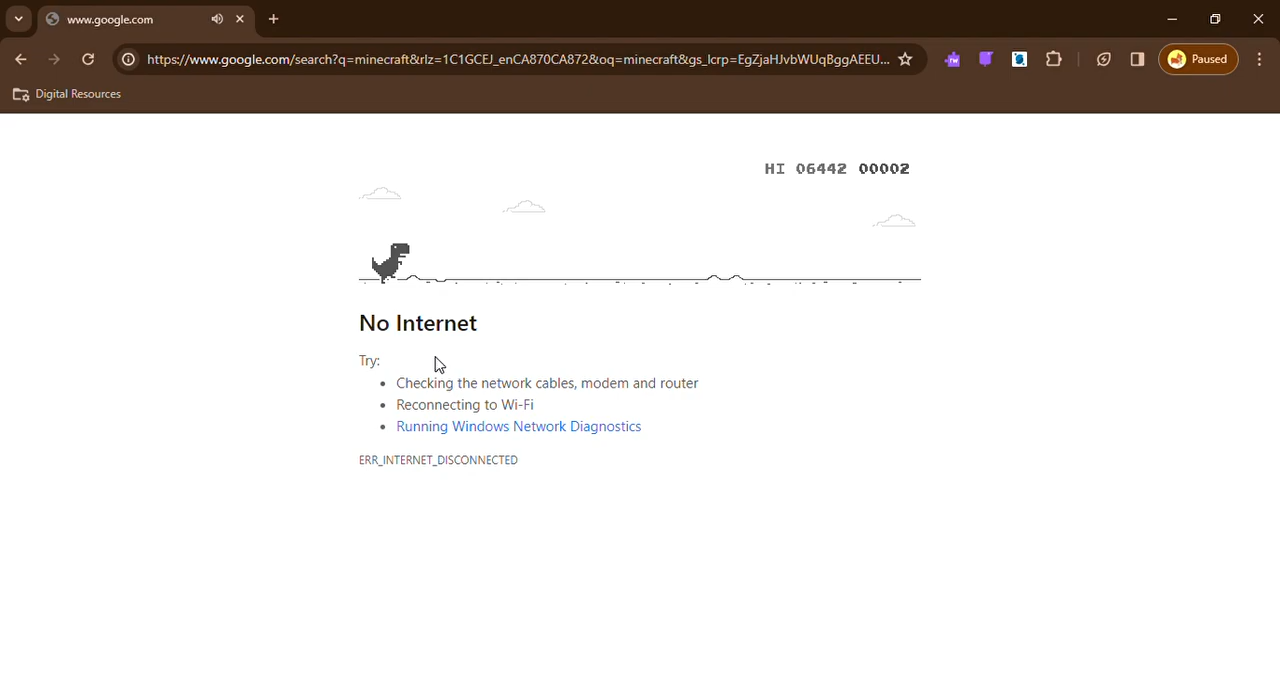 www.google.com
https://www.google.com/search?q=minecraft&rlz=1C1GCEJ_enCA870CA872&oq=minecraft&gs_lcrp=EgZjaHJvbWUqBggAEEU...
rw
Paused
Digital Resources
HI 06442 00002
No Internet
Try:
• Checking the network cables, modem and router
• Reconnecting to Wi-Fi
• Running Windows Network Diagnostics
ERR_INTERNET_DISCONNECTED